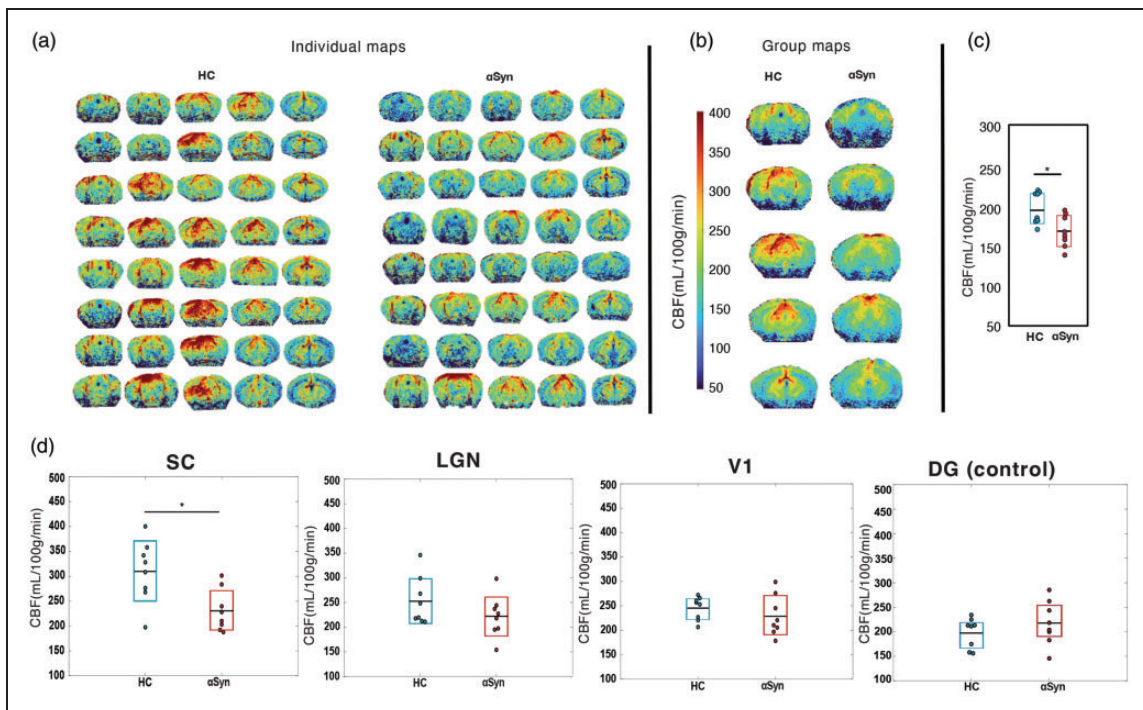 (a)
Individual maps
HC
αSyn
(b)
Group maps
HC
αSyn
CBF(mL/100g/min)
400
350
300
250
200
150
100
50
(c)
CBF(mL/100g/min)
300
250
200
150
100
50
*
HC
αSyn
(d)
SC
CBF(mL/100g/min)
500
450
400
350
300
250
200
150
100
*
HC
αSyn
LGN
CBF(mL/100g/min)
500
450
400
350
300
250
200
150
100
HC
αSyn
V1
CBF(mL/100g/min)
500
450
400
350
300
250
200
150
100
HC
αSyn
DG (control)
CBF(mL/100g/min)
500
450
400
350
300
250
200
150
100
HC
αSyn